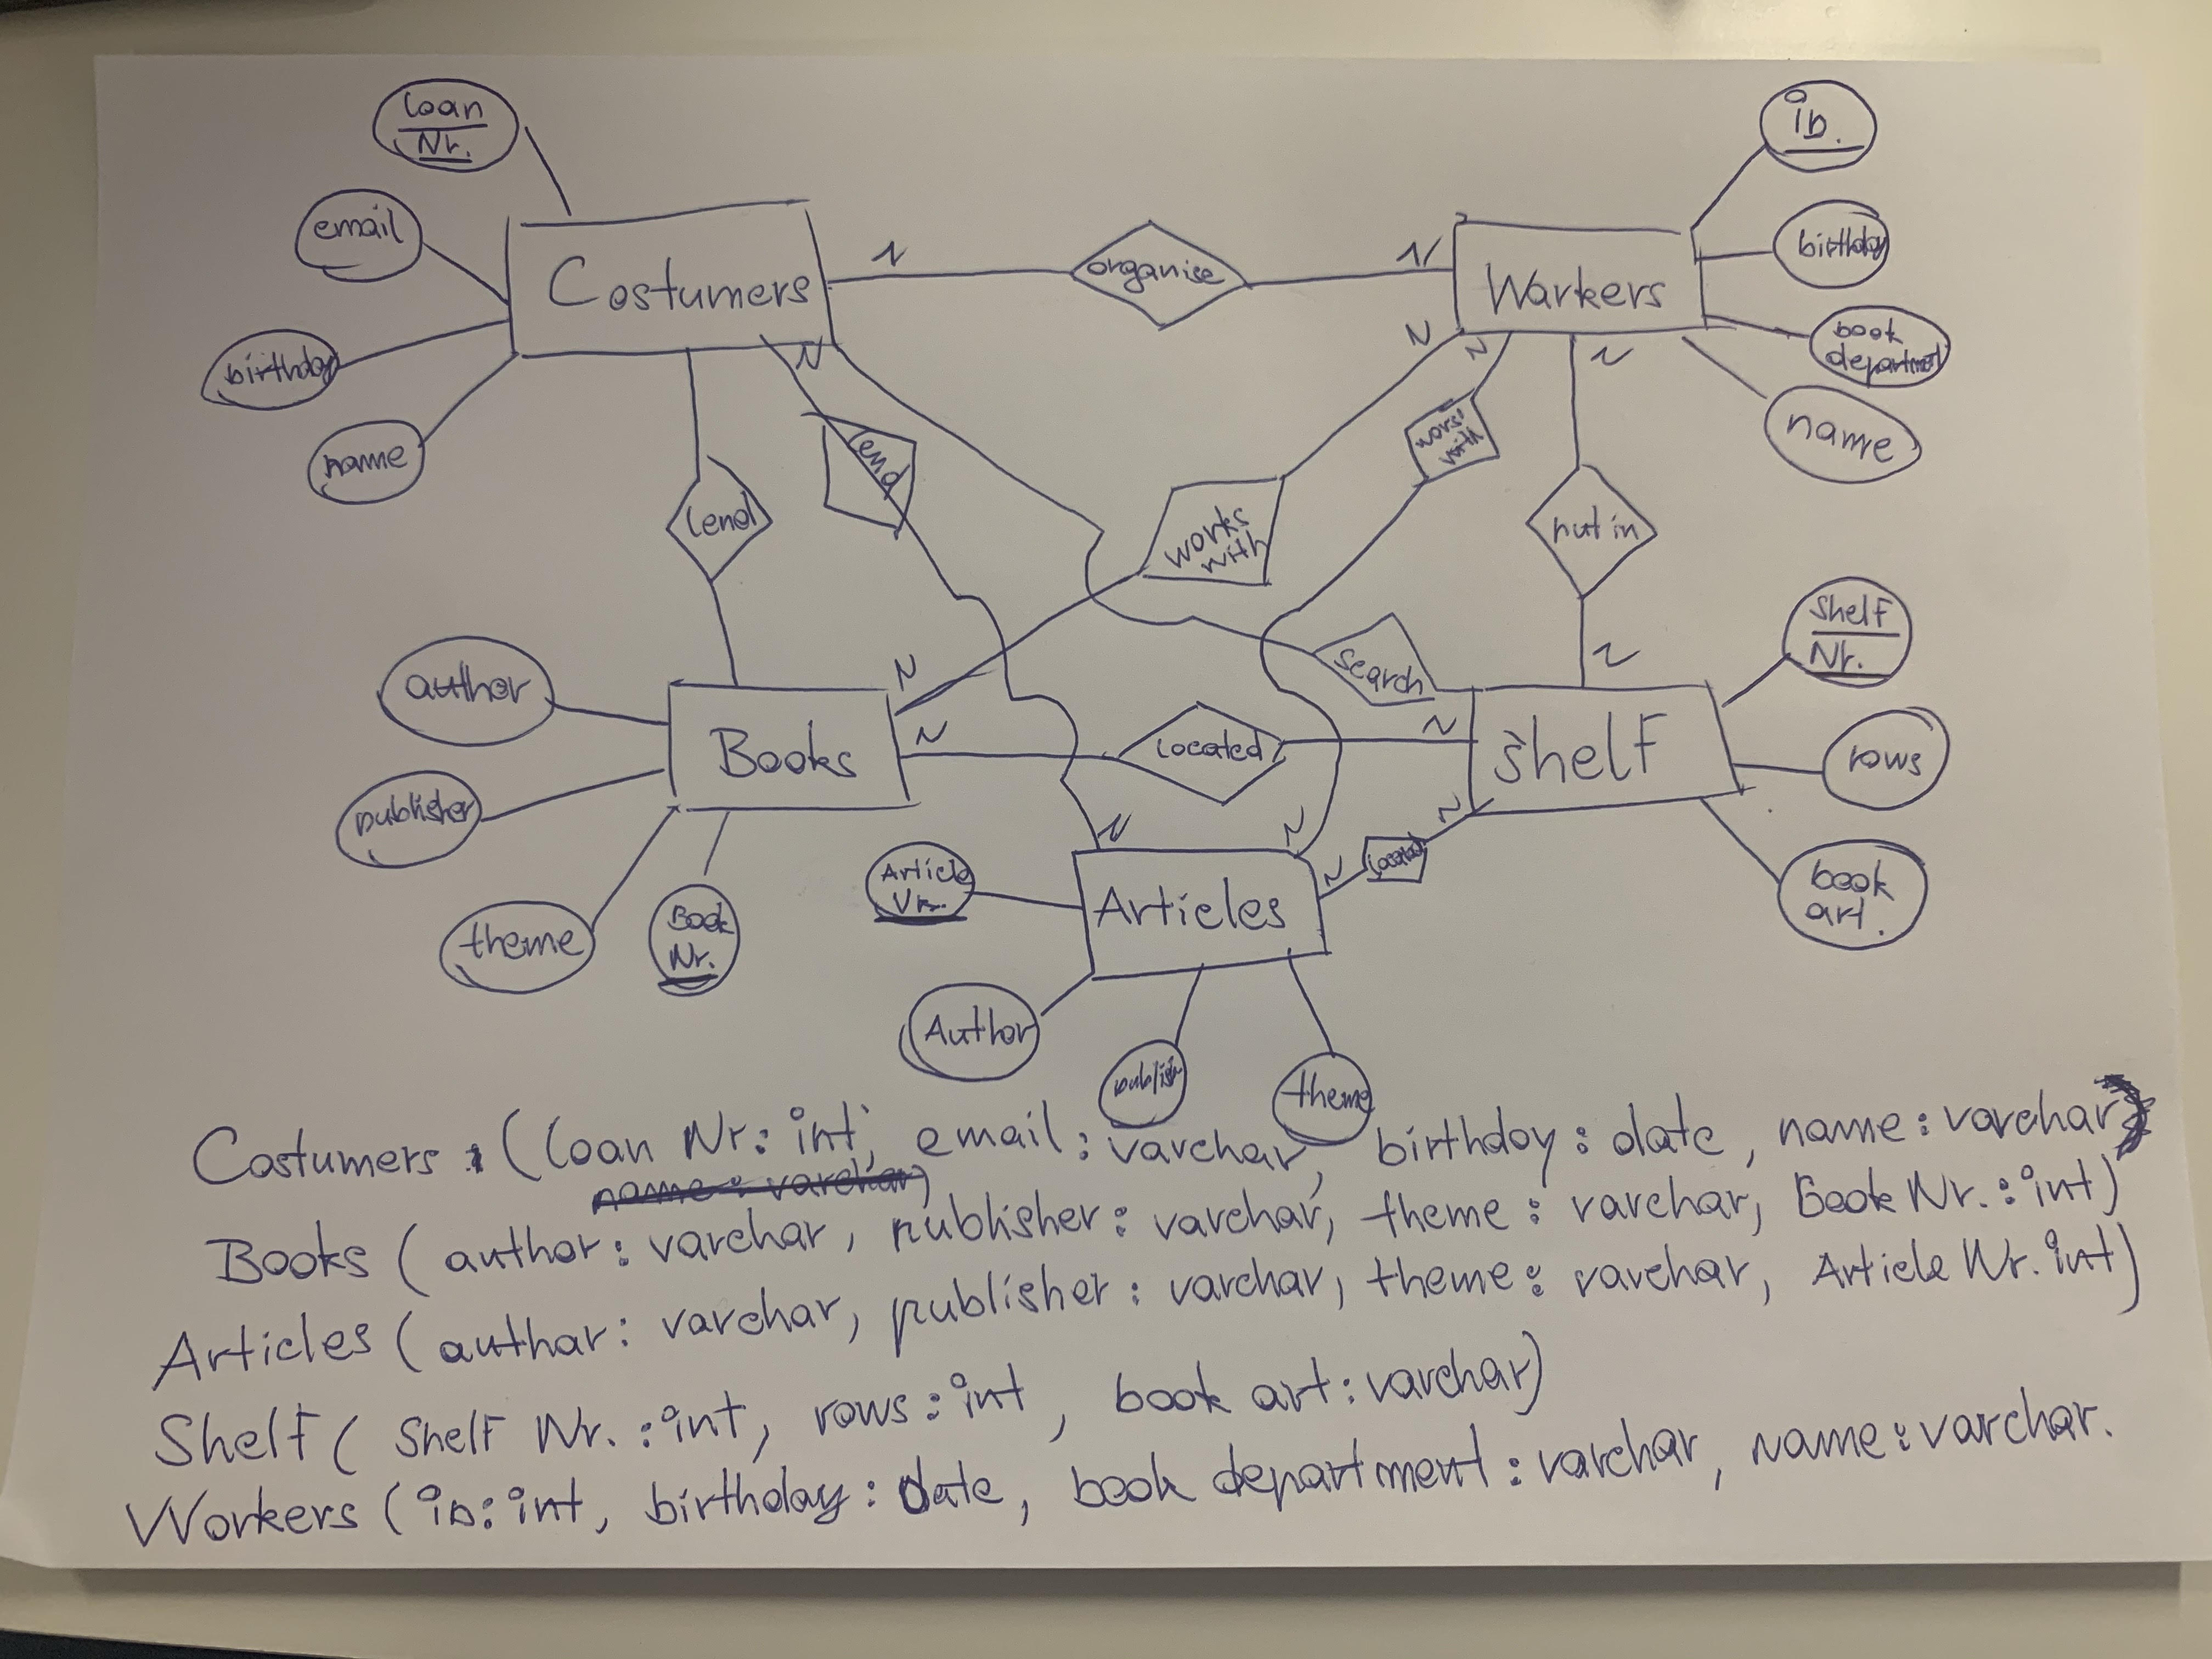 Loan
Nr.
email
birthday
name
Costumers
N
organise
N
Workers
iD.
birthday
book
department
name
N
N
N
N
lend
lend
works
with
works
with
put in
N
search
Shelf
Nr.
rows
book
art.
Shelf
N
N
located
N
N
Books
author
publisher
theme
Book
Nr.
N
N
N
located
Articles
Article
Nr.
Author
publish
theme
Costumers : (Loan Nr: int, email: varchar, birthday: date, name: varchar)
name: varchar)
Books (author: varchar, publisher: varchar, theme: varchar, Book Nr.: int)
Articles (authar: varchar, publisher: varchar, theme: varchar, Article Nr. int)
Shelf (Shelf Nr.: int, rows: int, book art: varchar)
Workers (iD: int, birthday: date, book department: varchar, name: varchar.